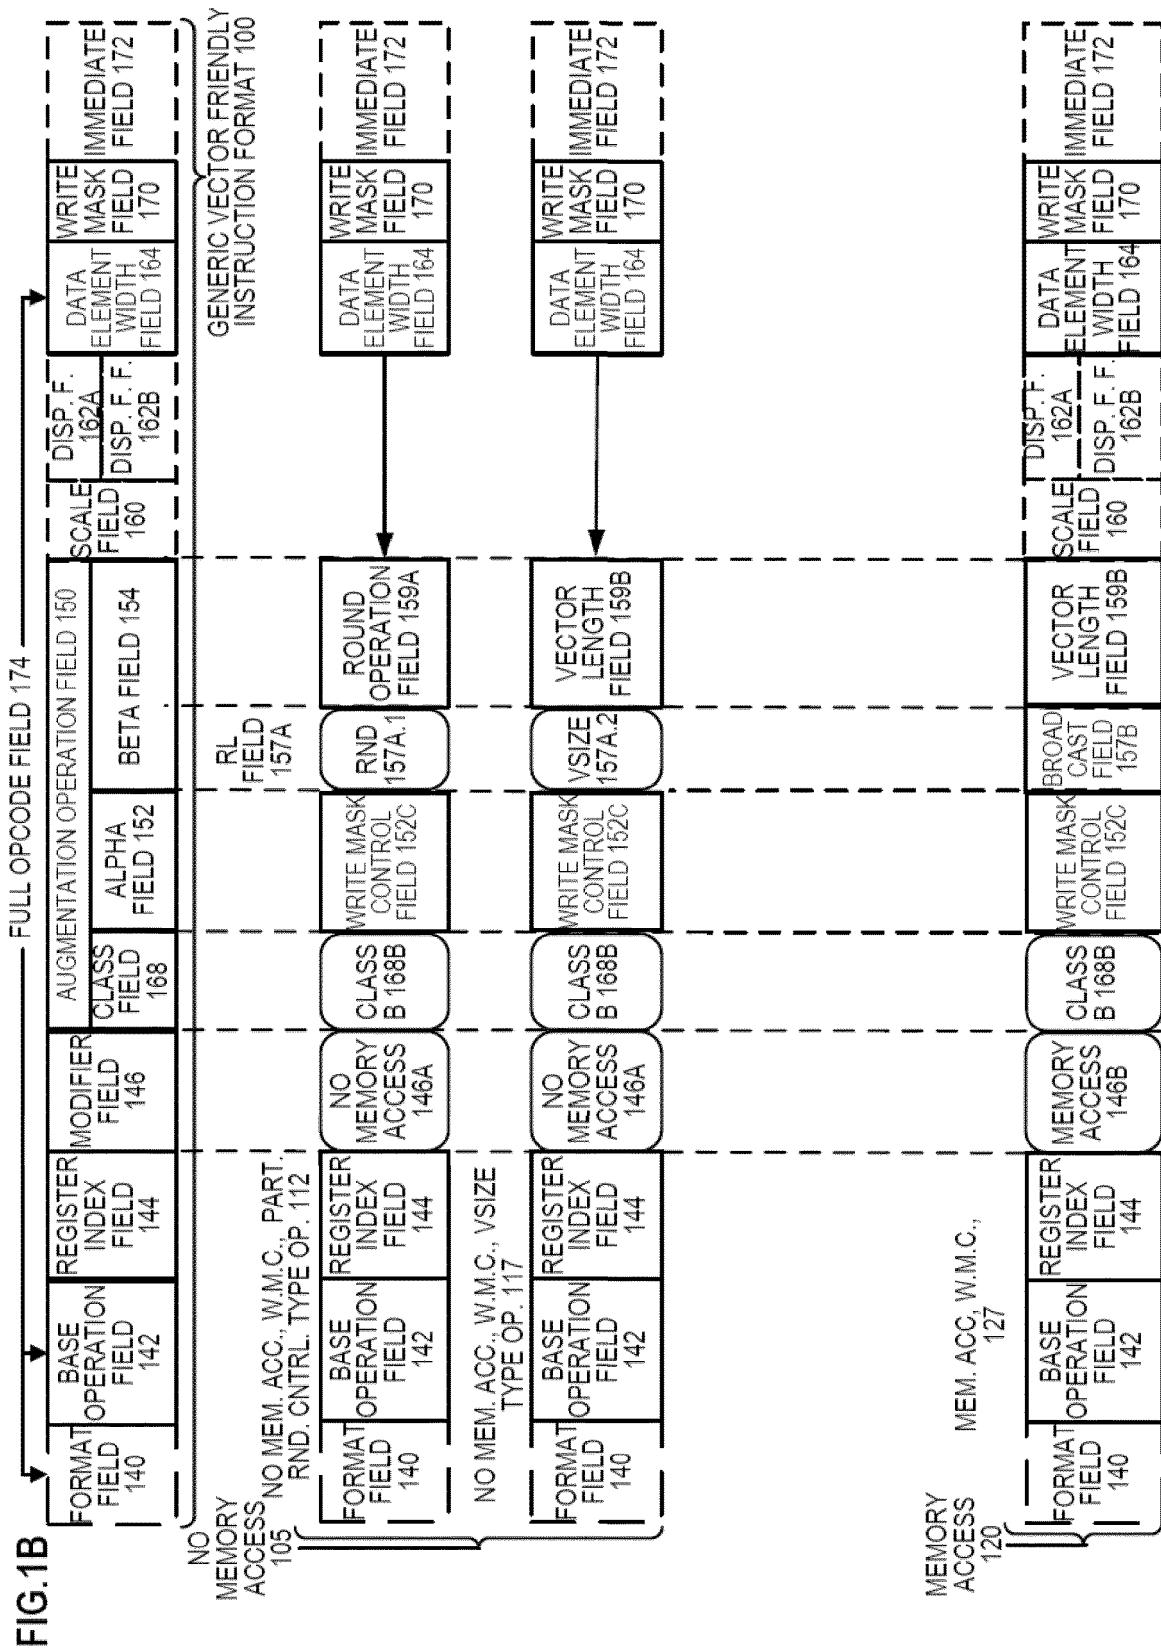 FIG.1B
FULL OPCODE FIELD 174
FORMAT
FIELD
140
BASE
OPERATION
FIELD
142
REGISTER
INDEX
FIELD
144
MODIFIER
FIELD
146
AUGMENTATION OPERATION FIELD 150
CLASS
FIELD
168
ALPHA
FIELD 152
BETA FIELD 154
SCALE
FIELD
160
DISP. F.
162A
DISP. F. F.
162B
DATA
ELEMENT
WIDTH
FIELD 164
WRITE
MASK
FIELD
170
IMMEDIATE
FIELD 172
GENERIC VECTOR FRIENDLY
INSTRUCTION FORMAT 100
NO
MEMORY
ACCESS
105
NO MEM. ACC., W.M.C., PART.
RND. CNTRL. TYPE OP. 112
RL
FIELD
157A
FORMAT
FIELD
140
BASE
OPERATION
FIELD
142
REGISTER
INDEX
FIELD
144
NO
MEMORY
ACCESS
146A
CLASS
B 168B
WRITE MASK
CONTROL
FIELD 152C
RND
157A.1
ROUND
OPERATION
FIELD 159A
DATA
ELEMENT
WIDTH
FIELD 164
WRITE
MASK
FIELD
170
IMMEDIATE
FIELD 172
NO MEM. ACC., W.M.C., VSIZE
TYPE OP. 117
FORMAT
FIELD
140
BASE
OPERATION
FIELD
142
REGISTER
INDEX
FIELD
144
NO
MEMORY
ACCESS
146A
CLASS
B 168B
WRITE MASK
CONTROL
FIELD 152C
VSIZE
157A.2
VECTOR
LENGTH
FIELD 159B
DATA
ELEMENT
WIDTH
FIELD 164
WRITE
MASK
FIELD
170
IMMEDIATE
FIELD 172
MEMORY
ACCESS
120
MEM. ACC, W.M.C.,
127
FORMAT
FIELD
140
BASE
OPERATION
FIELD
142
REGISTER
INDEX
FIELD
144
MEMORY
ACCESS
146B
CLASS
B 168B
WRITE MASK
CONTROL
FIELD 152C
BROAD
CAST
FIELD
157B
VECTOR
LENGTH
FIELD 159B
SCALE
FIELD
160
DISP. F.
162A
DISP. F. F.
162B
DATA
ELEMENT
WIDTH
FIELD 164
WRITE
MASK
FIELD
170
IMMEDIATE
FIELD 172